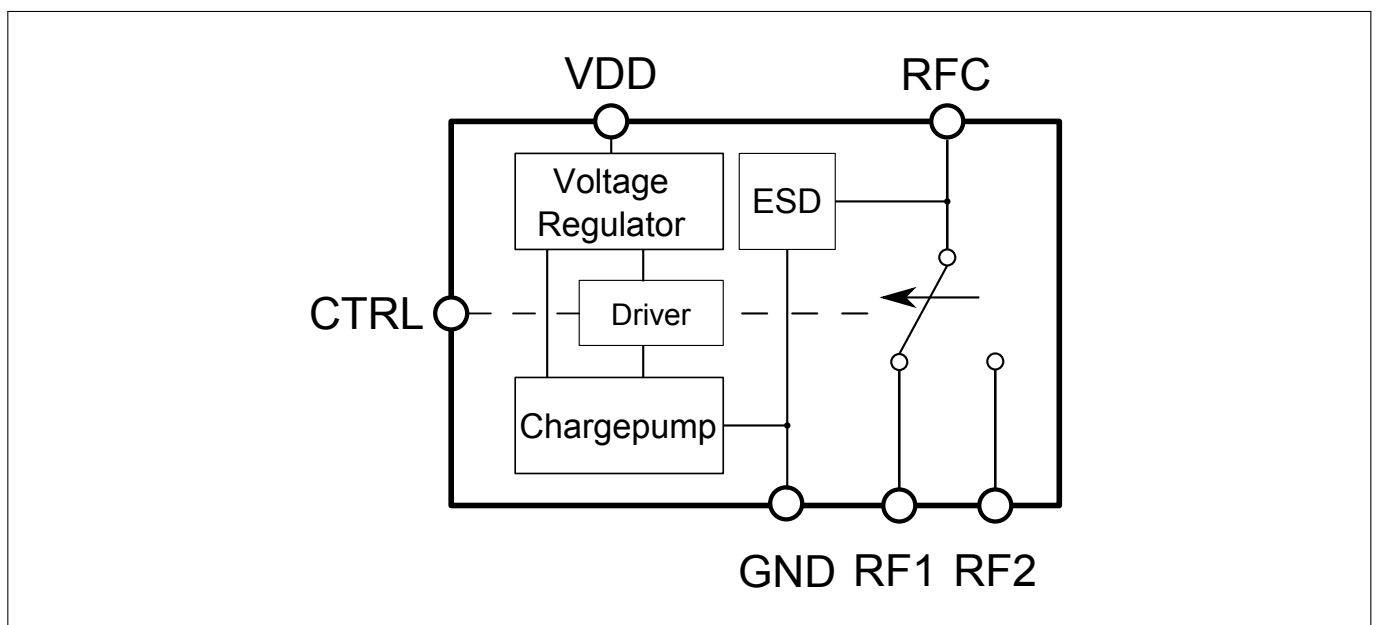 VDD
RFC
Voltage
Regulator
ESD
CTRL
Driver
Chargepump
GND
RF1
RF2